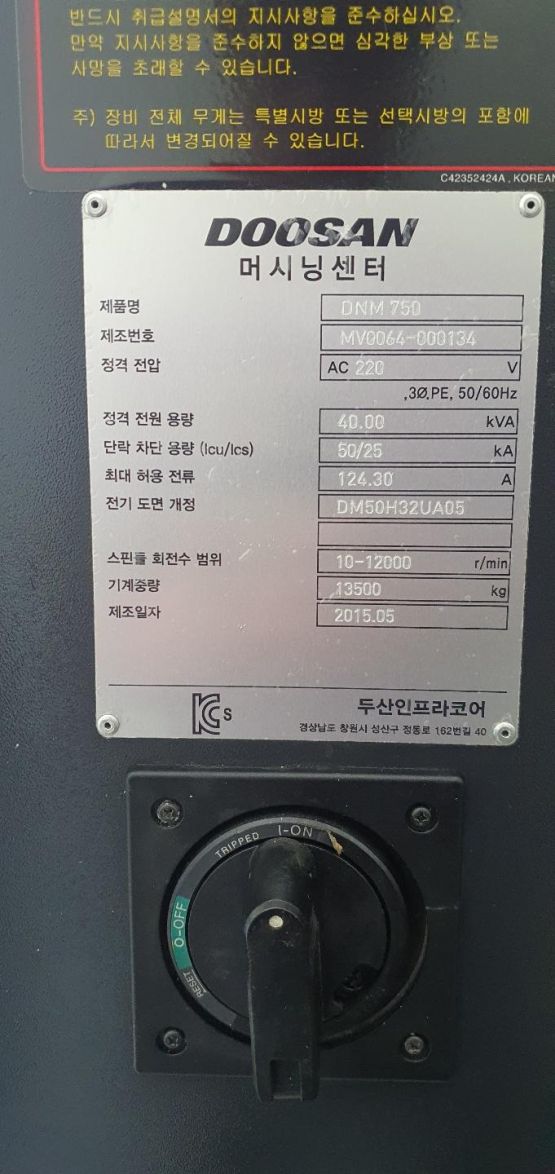 반드시 취급설명서의 지시사항을 준수하십시오.
만약 지시사항을 준수하지 않으면 심각한 부상 또는
사망을 초래할 수 있습니다.
주) 장비 전체 무게는 특별시방 또는 선택시방의 포함에
따라서 변경되어질 수 있습니다.
C42352424A, KOREAN
DOOSAN
머시닝센터
제품명 DNM 750
제조번호 MV0064-000134
정격 전압 AC 220 V
,3Ø,PE, 50/60Hz
정격 전원 용량 40.00 kVA
단락 차단 용량 (Icu/Ics) 50/25 kA
최대 허용 전류 124.30 A
전기 도면 개정 DM50H32UA05
스핀들 회전수 범위 10-12000 r/min
기계중량 13500 kg
제조일자 2015.05
KC s
두산인프라코어
경상남도 창원시 성산구 정동로 162번길 40
TRIPPED
I-ON
O-OFF
RESET